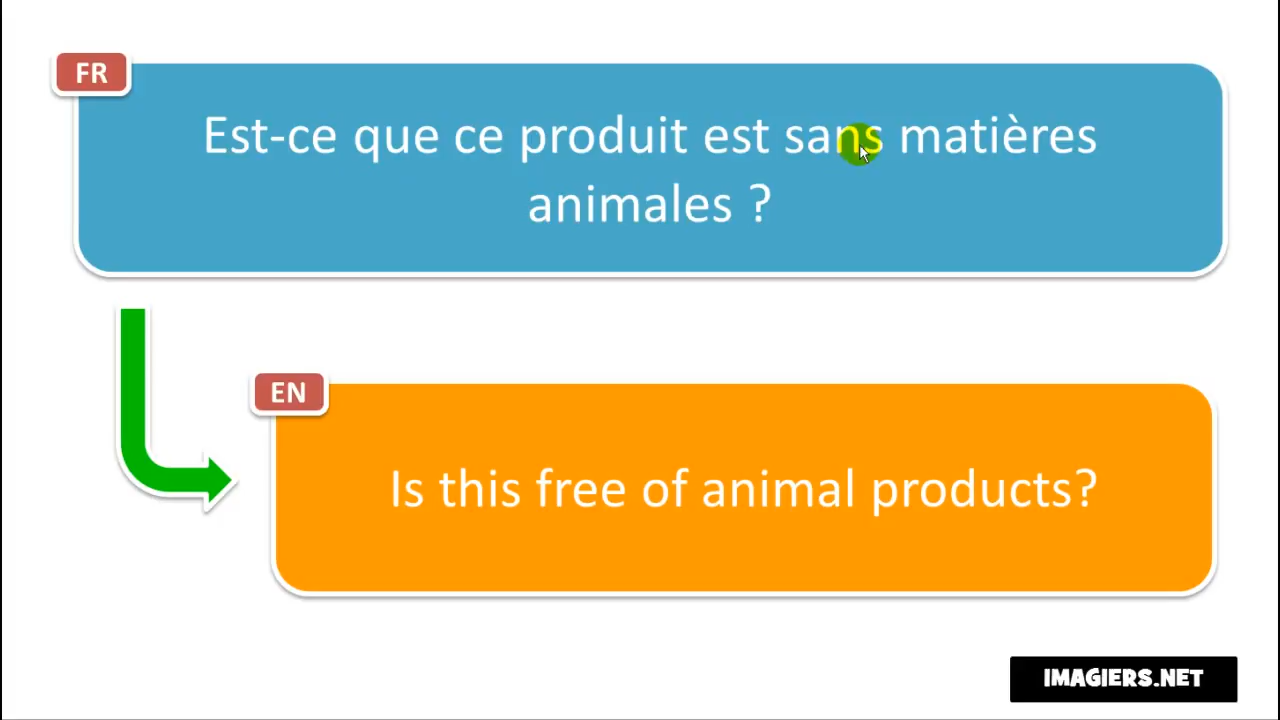 FR
Est-ce que ce produit est sans matières
animales ?
EN
Is this free of animal products?
IMAGIERS.NET